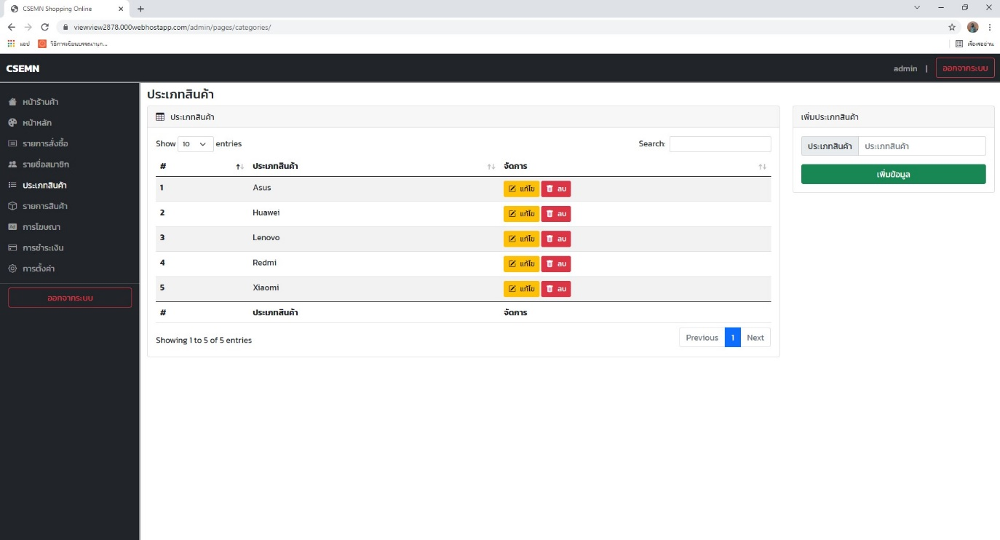 CSEMN Shopping Online
viewview2878.000webhostapp.com/admin/pages/categories/
แอป วิธีการเขียนบรรณานุก... เรื่องรออ่าน
CSEMN admin | ออกจากระบบ
หน้าร้านค้า
หน้าหลัก
รายการสั่งซื้อ
รายชื่อสมาชิก
ประเภทสินค้า
รายการสินค้า
การโฆษณา
การชำระเงิน
การตั้งค่า
ออกจากระบบ
ประเภทสินค้า
ประเภทสินค้า
Show 10 entries Search:
# ประเภทสินค้า จัดการ
1 Asus แก้ไข ลบ
2 Huawei แก้ไข ลบ
3 Lenovo แก้ไข ลบ
4 Redmi แก้ไข ลบ
5 Xiaomi แก้ไข ลบ
# ประเภทสินค้า จัดการ
Showing 1 to 5 of 5 entries Previous 1 Next
เพิ่มประเภทสินค้า
ประเภทสินค้า ประเภทสินค้า
เพิ่มข้อมูล